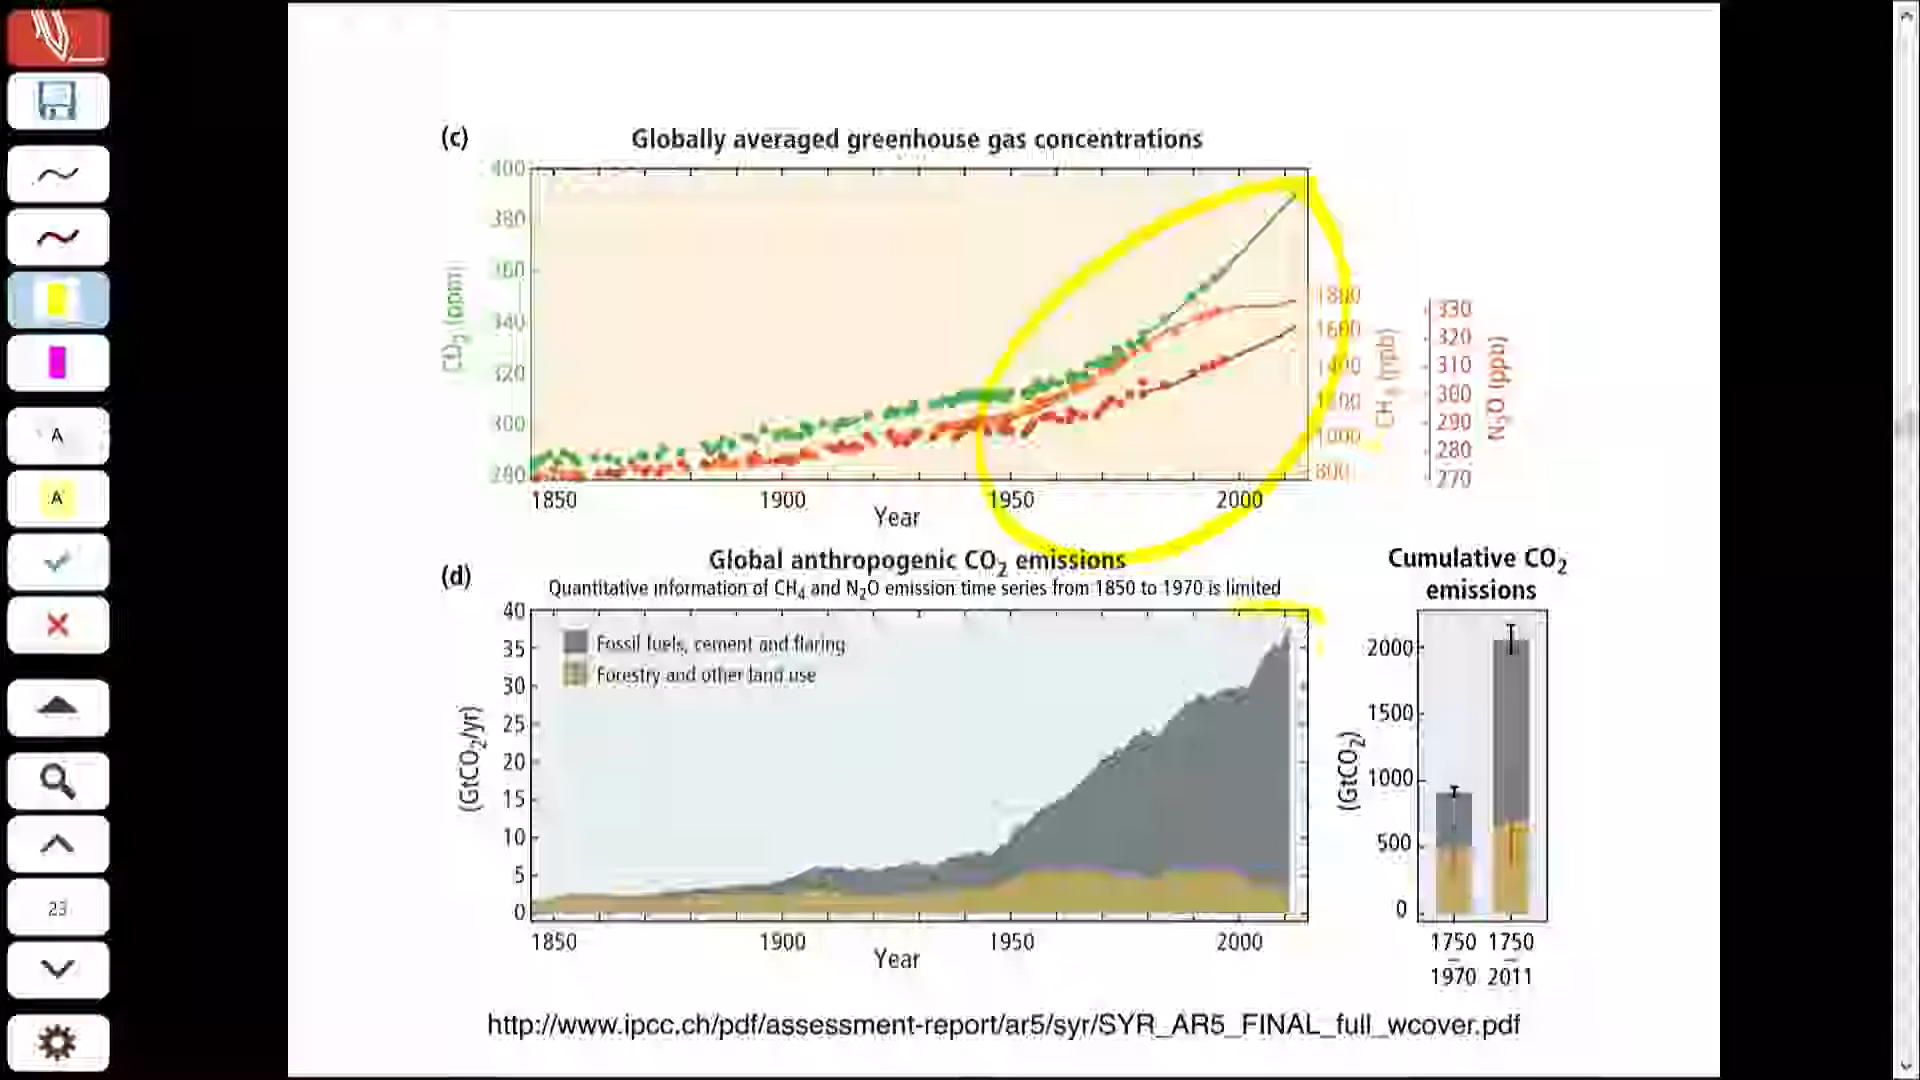 (c)
Globally averaged greenhouse gas concentrations
400
380
360
340
320
300
280
CO2 (ppm)
1850 1900 1950 2000
Year
1800
1600
1400
1200
1000
800
CH4 (ppb)
330
320
310
300
290
280
270
N2O (ppb)
(d)
Global anthropogenic CO2 emissions
Quantitative information of CH4 and N2O emission time series from 1850 to 1970 is limited
40
35
30
25
20
15
10
5
0
(GtCO2/yr)
Fossil fuels, cement and flaring
Forestry and other land use
1850 1900 1950 2000
Year
Cumulative CO2
emissions
2000
1500
1000
500
0
(GtCO2)
1750 1750
– –
1970 2011
http://www.ipcc.ch/pdf/assessment-report/ar5/syr/SYR_AR5_FINAL_full_wcover.pdf
A
A
23